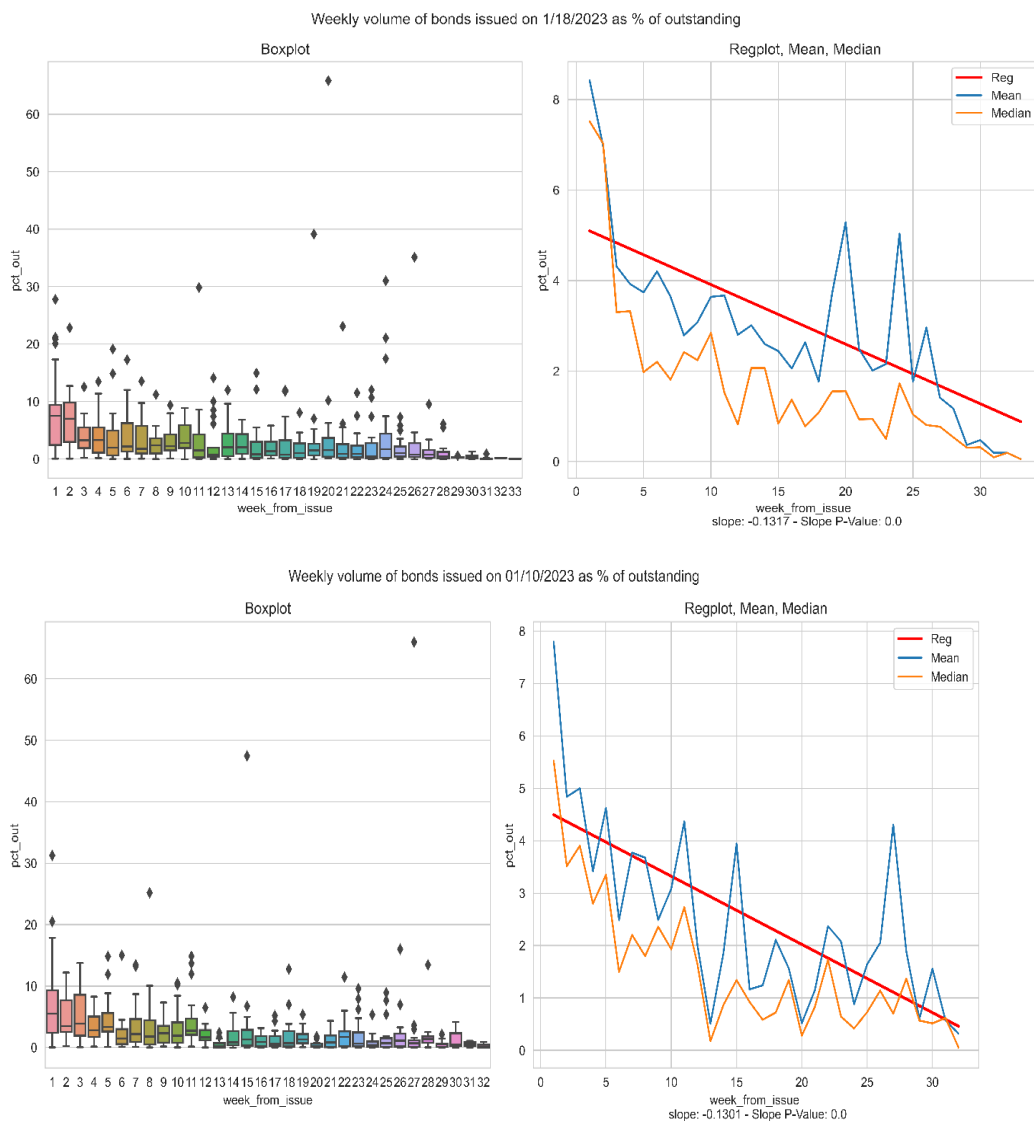 Weekly volume of bonds issued on 1/18/2023 as % of outstanding
Boxplot
pct_out
60
50
40
30
20
10
0
1 2 3 4 5 6 7 8 9 10 11 12 13 14 15 16 17 18 19 20 21 22 23 24 25 26 27 28 29 30 31 32 33
week_from_issue
Regplot, Mean, Median
Reg
Mean
Median
pct_out
8
6
4
2
0
0 5 10 15 20 25 30
week_from_issue
slope: -0.1317 - Slope P-Value: 0.0
Weekly volume of bonds issued on 01/10/2023 as % of outstanding
Boxplot
pct_out
60
50
40
30
20
10
0
1 2 3 4 5 6 7 8 9 10 11 12 13 14 15 16 17 18 19 20 21 22 23 24 25 26 27 28 29 30 31 32
week_from_issue
Regplot, Mean, Median
Reg
Mean
Median
pct_out
8
7
6
5
4
3
2
1
0
0 5 10 15 20 25 30
week_from_issue
slope: -0.1301 - Slope P-Value: 0.0